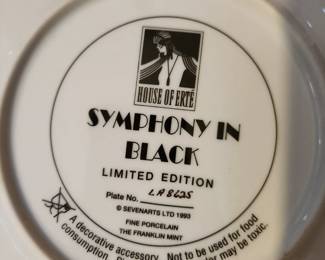 HOUSE OF ERTÉ
SYMPHONY IN
BLACK
LIMITED EDITION
Plate No. LA8625
© SEVENARTS LTD 1993
FINE PORCELAIN
THE FRANKLIN MINT
A decorative accessory. Not to be used for food
consumption. may be toxic.